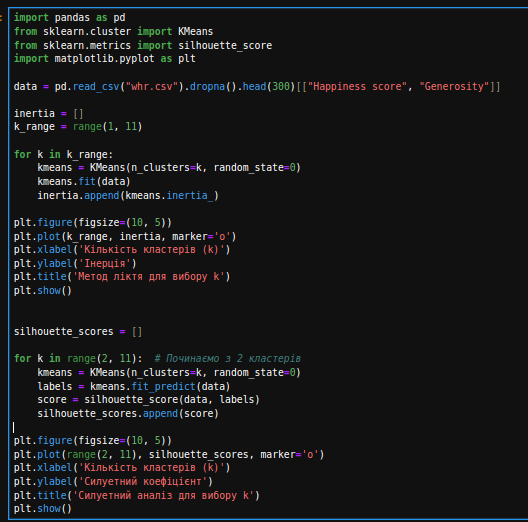 import pandas as pd
from sklearn.cluster import KMeans
from sklearn.metrics import silhouette_score
import matplotlib.pyplot as plt

data = pd.read_csv("whr.csv").dropna().head(300)[["Happiness score", "Generosity"]]

inertia = []
k_range = range(1, 11)

for k in k_range:
    kmeans = KMeans(n_clusters=k, random_state=0)
    kmeans.fit(data)
    inertia.append(kmeans.inertia_)

plt.figure(figsize=(10, 5))
plt.plot(k_range, inertia, marker='o')
plt.xlabel('Кількість кластерів (k)')
plt.ylabel('Інерція')
plt.title('Метод ліктя для вибору k')
plt.show()


silhouette_scores = []

for k in range(2, 11):  # Починаємо з 2 кластерів
    kmeans = KMeans(n_clusters=k, random_state=0)
    labels = kmeans.fit_predict(data)
    score = silhouette_score(data, labels)
    silhouette_scores.append(score)

plt.figure(figsize=(10, 5))
plt.plot(range(2, 11), silhouette_scores, marker='o')
plt.xlabel('Кількість кластерів (k)')
plt.ylabel('Силуетний коефіцієнт')
plt.title('Силуетний аналіз для вибору k')
plt.show()